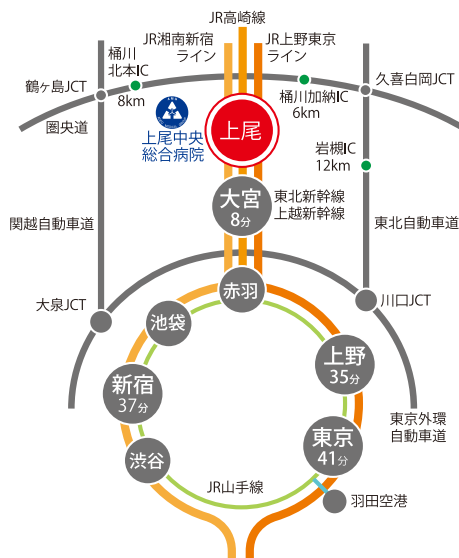 JR高崎線
JR湘南新宿
ライン
JR上野東京
ライン
桶川
北本IC
8km
鶴ヶ島JCT
圏央道
久喜白岡JCT
桶川加納IC
6km
上尾中央
総合病院
上尾
岩槻IC
12km
大宮
8分
東北新幹線
上越新幹線
関越自動車道
東北自動車道
大泉JCT
赤羽
川口JCT
池袋
上野
35分
新宿
37分
東京
41分
東京外環
自動車道
渋谷
JR山手線
羽田空港